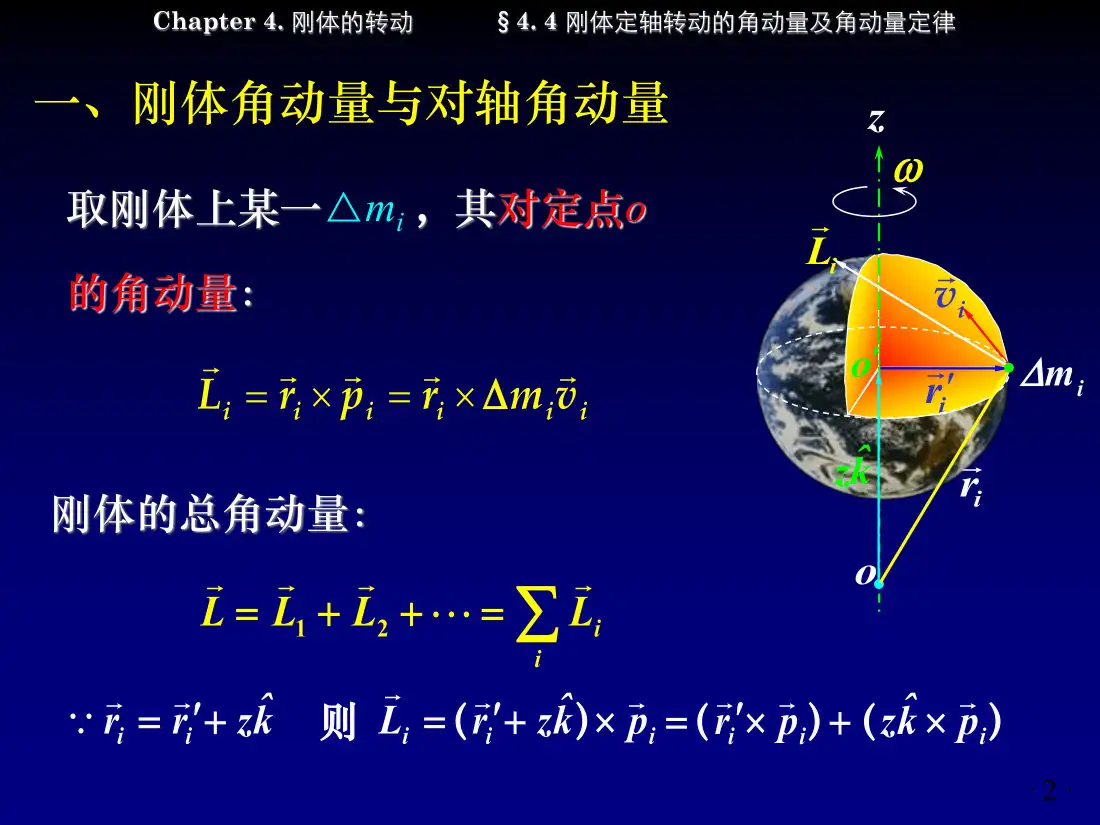 Chapter 4. 刚体的转动 §4.4 刚体定轴转动的角动量及角动量定律
一、刚体角动量与对轴角动量
取刚体上某一△mᵢ，其对定点o
的角动量：
L⃗ᵢ = r⃗ᵢ × p⃗ᵢ = r⃗ᵢ × Δmᵢv⃗ᵢ
刚体的总角动量：
L⃗ = L⃗₁ + L⃗₂ + ⋯ = ∑ᵢ L⃗ᵢ
∵ r⃗ᵢ = r⃗ᵢ′ + zk̂ 则 L⃗ᵢ = (r⃗ᵢ′ + zk̂) × p⃗ᵢ = (r⃗ᵢ′ × p⃗ᵢ) + (zk̂ × p⃗ᵢ)
z
ω
L⃗ᵢ
v⃗ᵢ
o'
r⃗ᵢ′
Δmᵢ
zk̂
r⃗ᵢ
o
· 2 ·